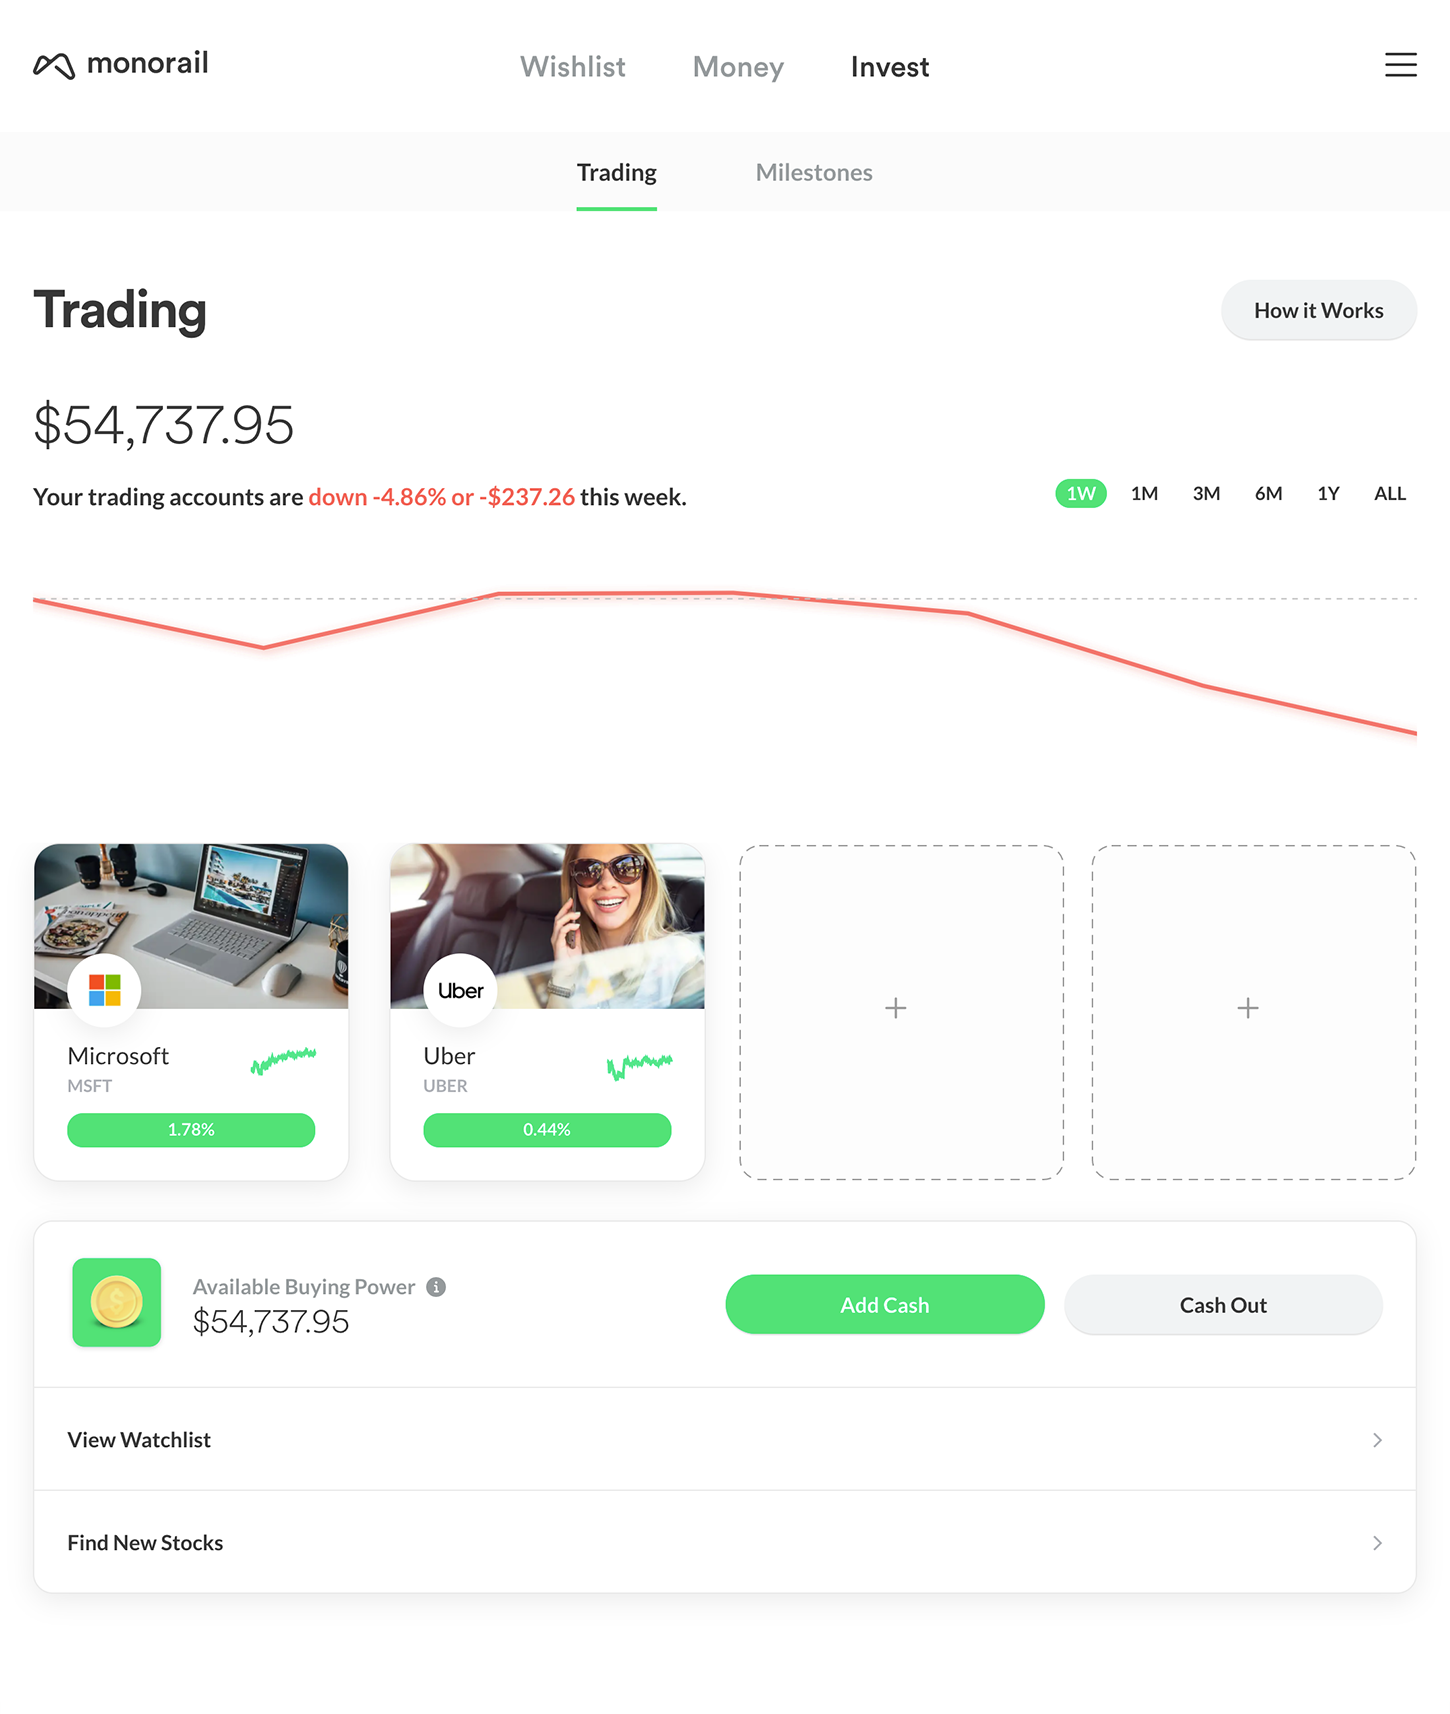 monorail
Wishlist Money Invest
Trading Milestones
Trading
How it Works
$54,737.95
Your trading accounts are down -4.86% or -$237.26 this week.
1W 1M 3M 6M 1Y ALL
Uber
Microsoft
MSFT
1.78%
Uber
UBER
0.44%
Available Buying Power
$54,737.95
Add Cash
Cash Out
View Watchlist
Find New Stocks